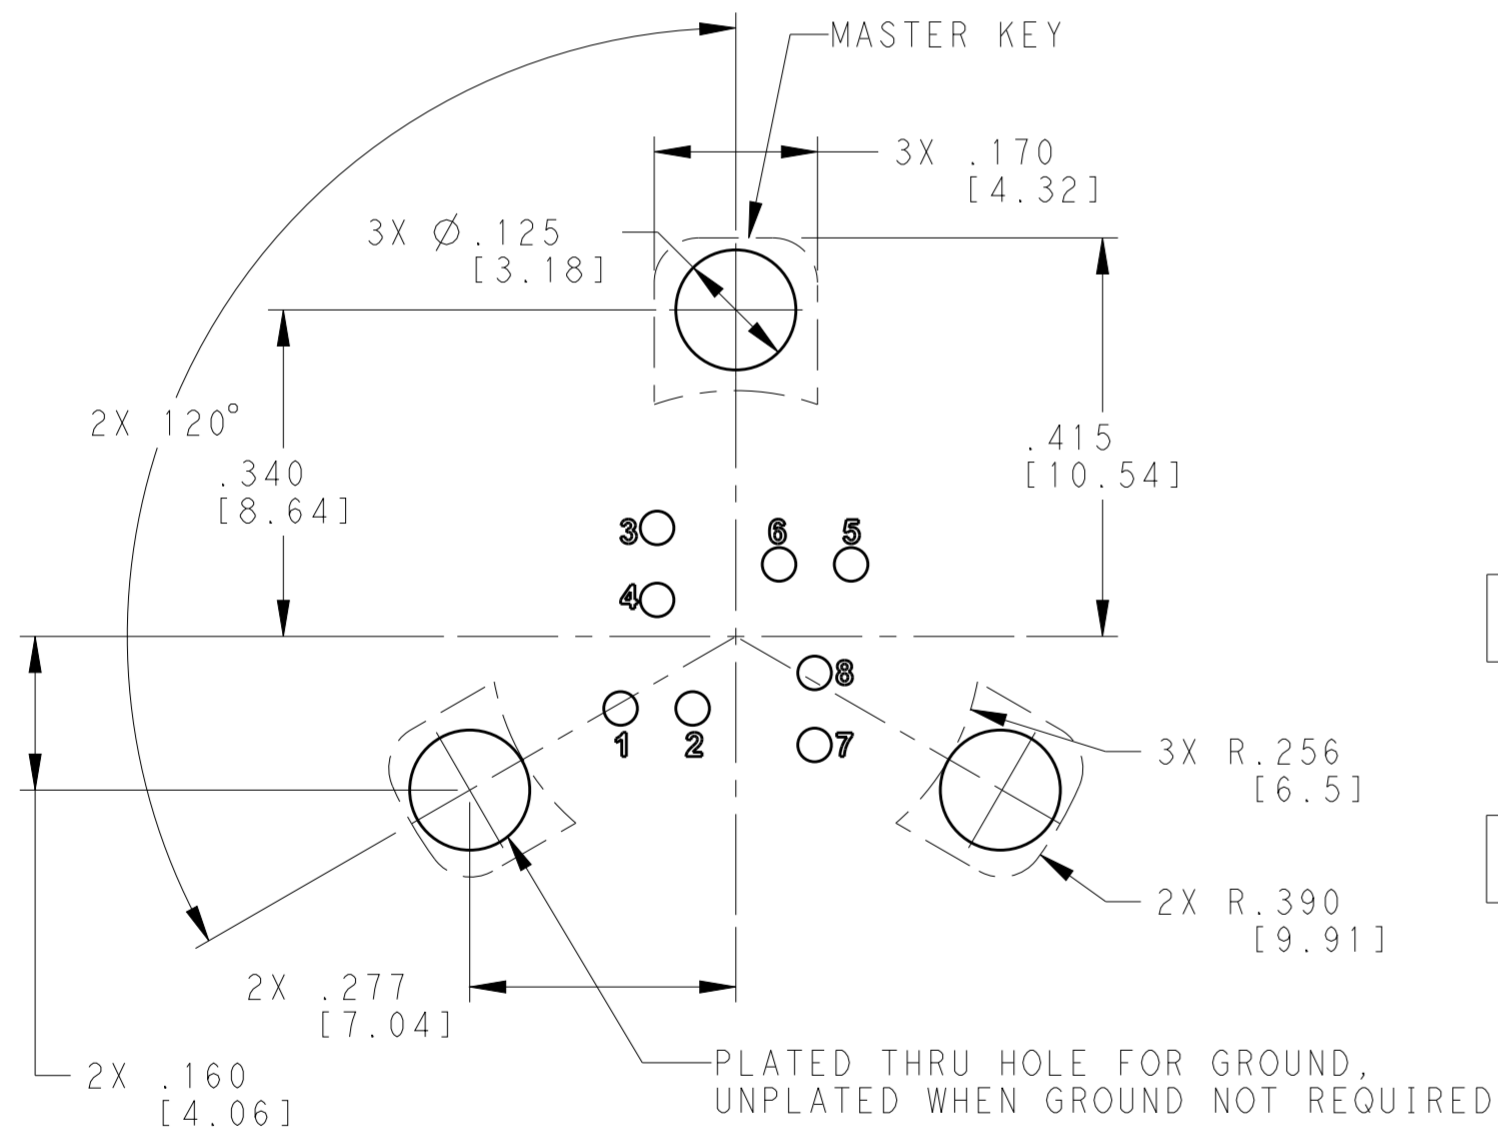 MASTER KEY
3X .170
[4.32]
3X Ø.125
[3.18]
2X 120°
.340
[8.64]
.415
[10.54]
3
6
5
4
8
1
2
7
3X R.256
[6.5]
2X R.390
[9.91]
2X .277
[7.04]
2X .160
[4.06]
PLATED THRU HOLE FOR GROUND,
UNPLATED WHEN GROUND NOT REQUIRED